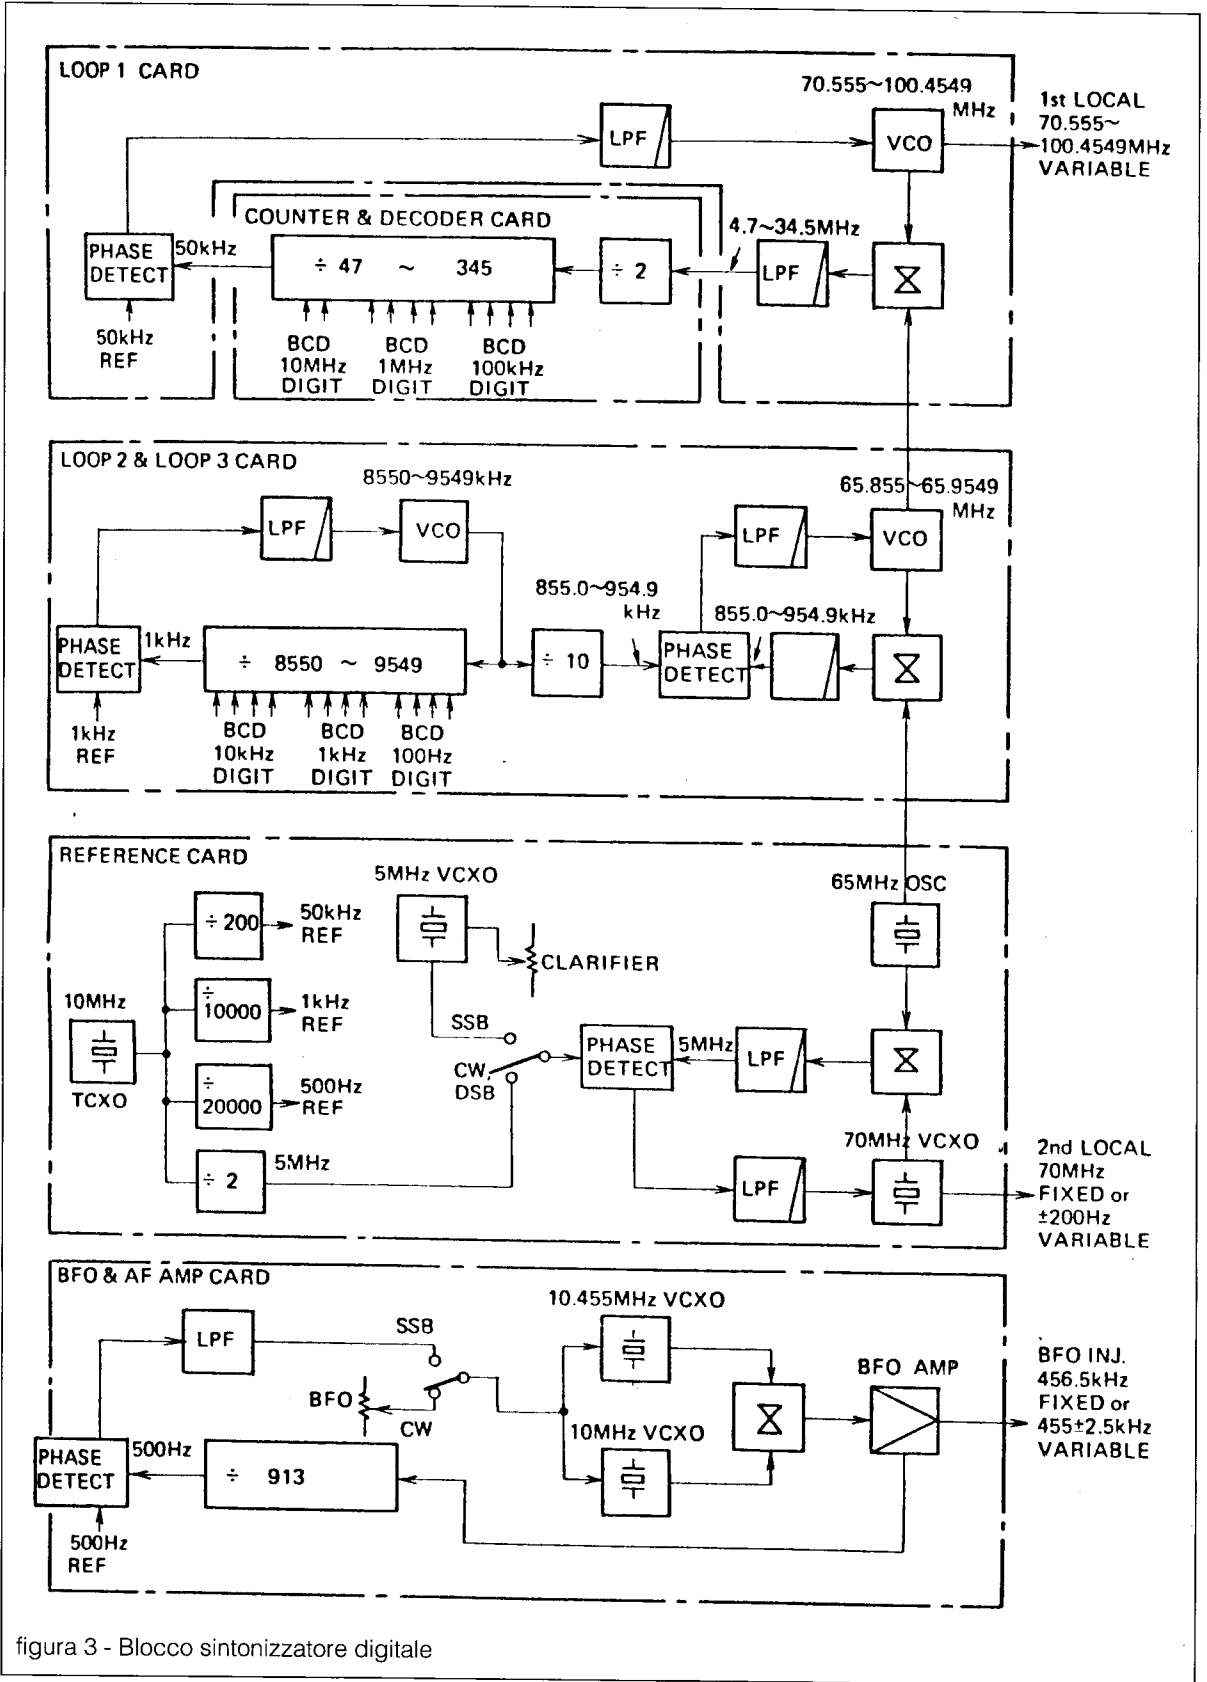 LOOP 1 CARD
70.555~100.4549
MHz
1st LOCAL
70.555~
100.4549MHz
VARIABLE
LPF
VCO
COUNTER & DECODER CARD
4.7~34.5MHz
PHASE
DETECT
50kHz
÷ 47 ~ 345
÷ 2
LPF
50kHz
REF
BCD
10MHz
DIGIT
BCD
1MHz
DIGIT
BCD
100kHz
DIGIT
LOOP 2 & LOOP 3 CARD
8550~9549kHz
65.855~65.9549
MHz
LPF
VCO
LPF
VCO
855.0~954.9
kHz
855.0~954.9kHz
PHASE
DETECT
1kHz
÷ 8550 ~ 9549
÷ 10
PHASE
DETECT
1kHz
REF
BCD
10kHz
DIGIT
BCD
1kHz
DIGIT
BCD
100Hz
DIGIT
REFERENCE CARD
5MHz VCXO
65MHz OSC
÷ 200
50kHz
REF
CLARIFIER
10MHz
÷
10000
1kHz
REF
SSB
PHASE
DETECT
5MHz
LPF
CW,
DSB
TCXO
÷
20000
500Hz
REF
70MHz VCXO
÷ 2
5MHz
LPF
2nd LOCAL
70MHz
FIXED or
±200Hz
VARIABLE
BFO & AF AMP CARD
10.455MHz VCXO
LPF
SSB
BFO AMP
BFO
CW
10MHz VCXO
BFO INJ.
456.5kHz
FIXED or
455±2.5kHz
VARIABLE
PHASE
DETECT
500Hz
÷ 913
500Hz
REF
figura 3 - Blocco sintonizzatore digitale